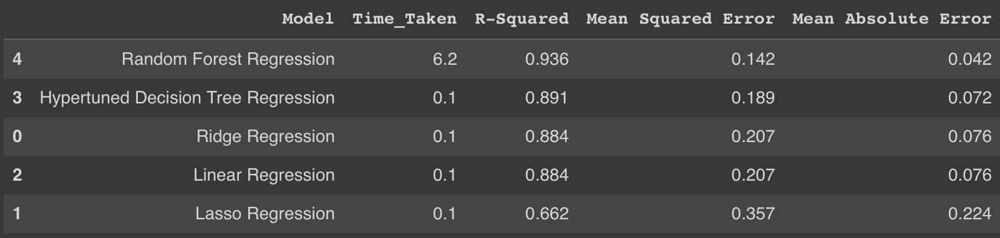 Model Time_Taken R-Squared Mean Squared Error Mean Absolute Error
4 Random Forest Regression 6.2 0.936 0.142 0.042
3 Hypertuned Decision Tree Regression 0.1 0.891 0.189 0.072
0 Ridge Regression 0.1 0.884 0.207 0.076
2 Linear Regression 0.1 0.884 0.207 0.076
1 Lasso Regression 0.1 0.662 0.357 0.224